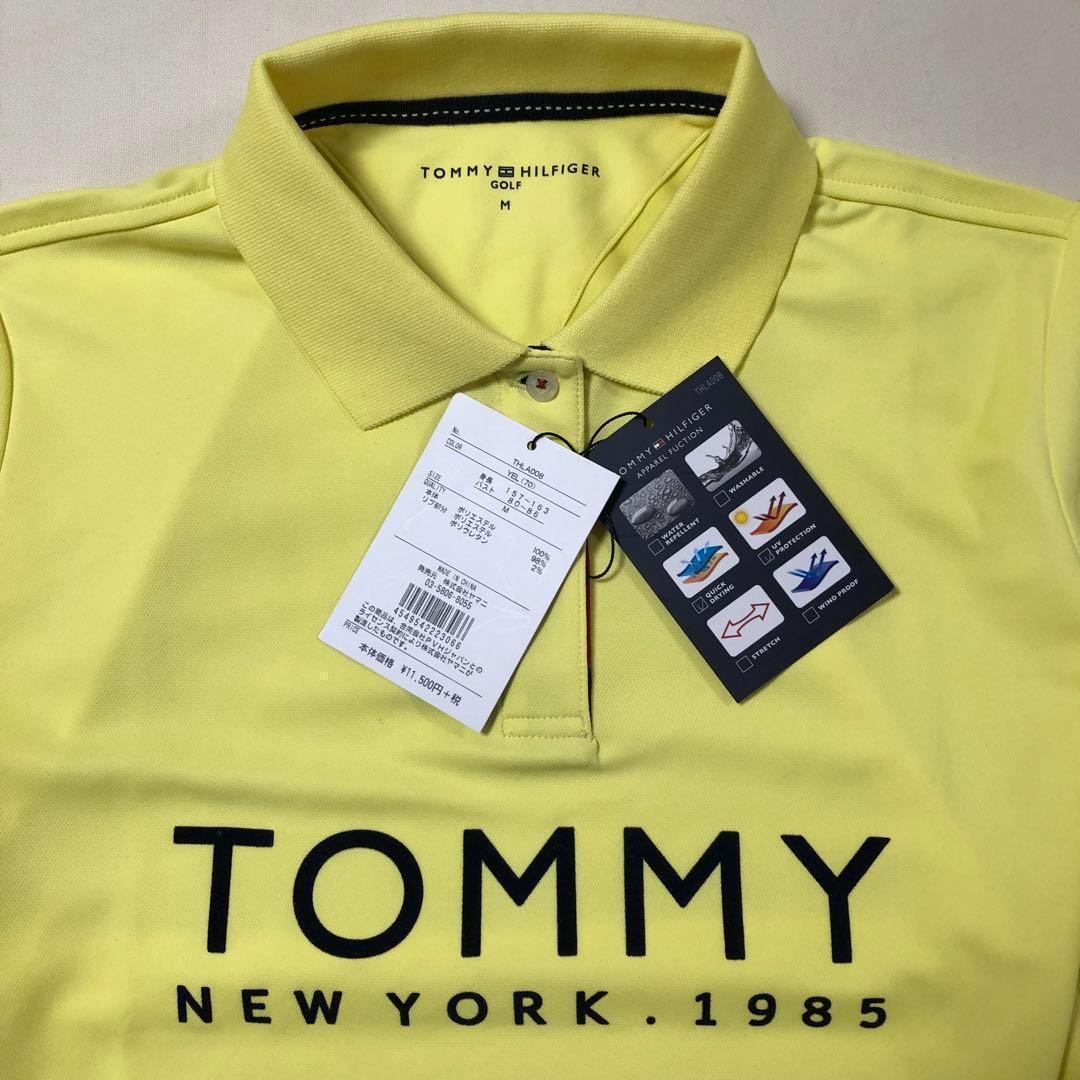 TOMMY HILFIGER
GOLF
M
No. THLA008
COLOR YEL(70)
SIZE 身長 157~163
バスト 80~86
M
QUALITY
本体 ポリエステル 100%
リブ部分 ポリエステル 98%
ポリウレタン 2%
MADE IN CHINA
発売元 株式会社ヤマニ
03-5806-8055
4549542223066
この商品は、合同会社PVHジャパンとの
ライセンス契約により株式会社ヤマニが
製造したものです。
PRICE
本体価格 ¥11,500円+税
THLA008
TOMMY HILFIGER
APPAREL FUCTION
WATER REPELLENT
WASHABLE
QUICK DRYING
UV PROTECTION
STRETCH
WIND PROOF
TOMMY
NEW YORK . 1985